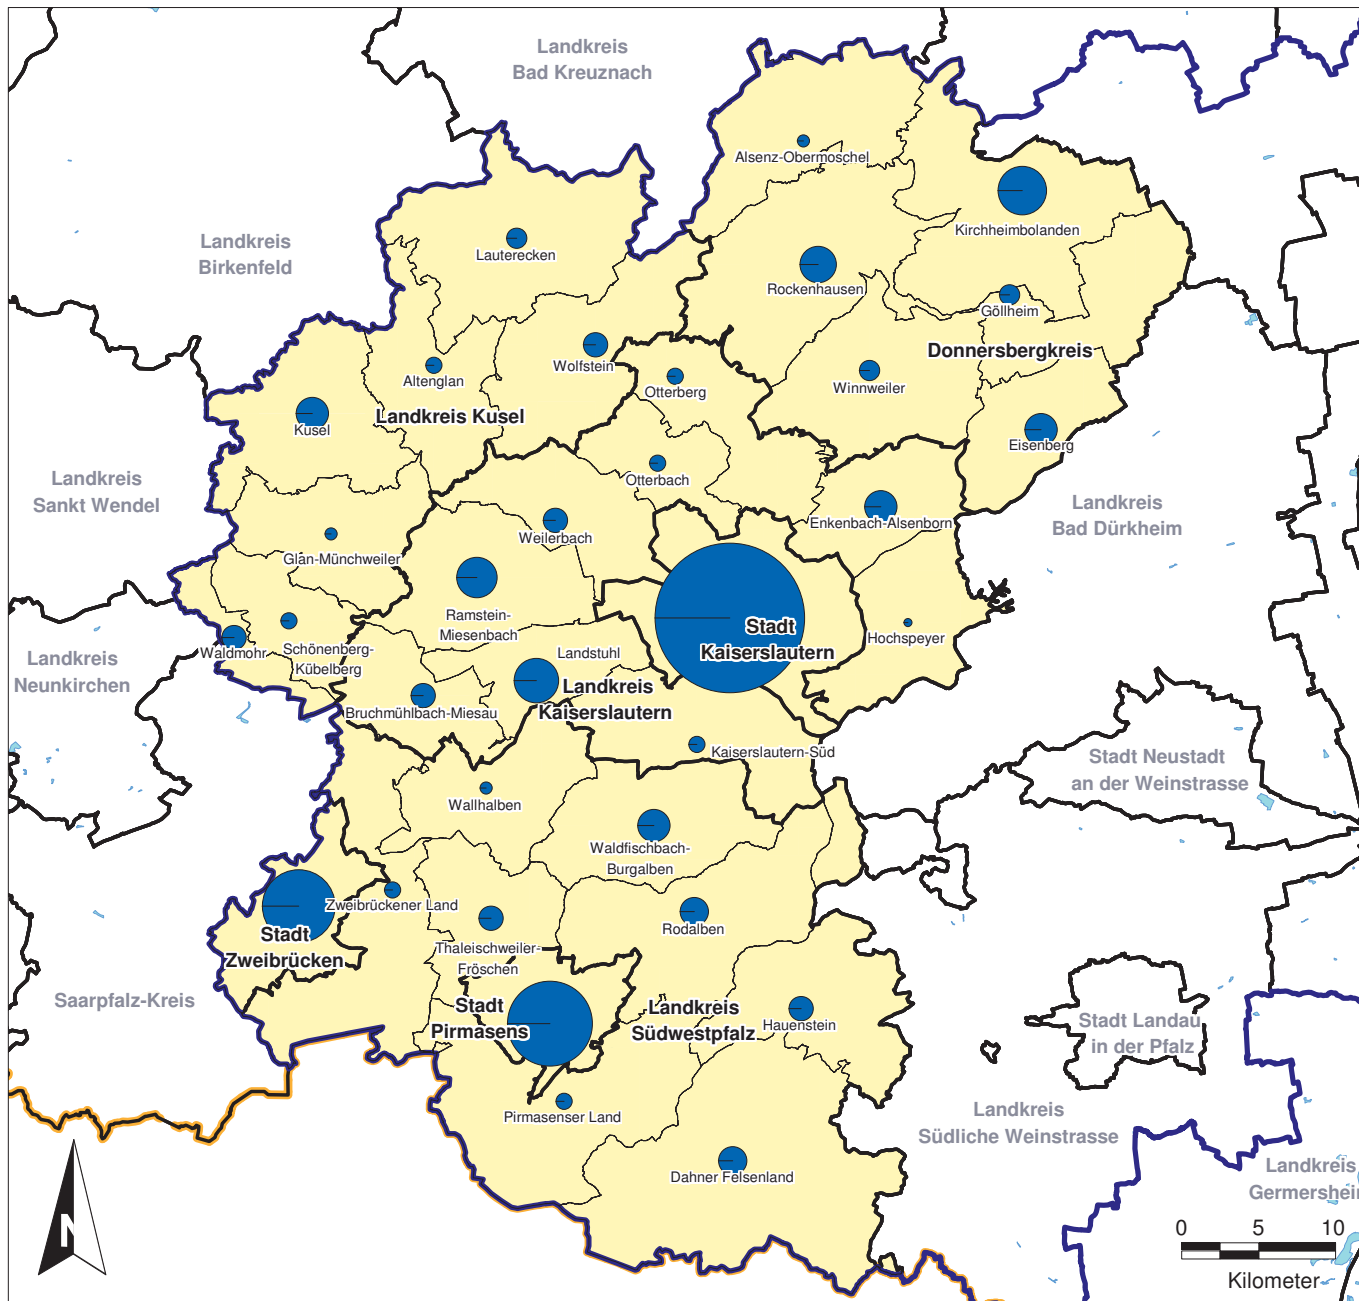 Landkreis
Bad Kreuznach
Alsenz-Obermoschel
Kirchheimbolanden
Landkreis
Birkenfeld
Lauterecken
Rockenhausen
Göllheim
Donnersbergkreis
Wolfstein
Altenglan
Otterberg
Winnweiler
Landkreis Kusel
Kusel
Eisenberg
Landkreis
Sankt Wendel
Otterbach
Landkreis
Bad Dürkheim
Enkenbach-Alsenborn
Weilerbach
Glan-Münchweiler
Ramstein-
Miesenbach
Stadt
Kaiserslautern
Hochspeyer
Waldmohr
Schönenberg-
Kübelberg
Landstuhl
Landkreis
Neunkirchen
Landkreis
Kaiserslautern
Bruchmühlbach-Miesau
Kaiserslautern-Süd
Stadt Neustadt
an der Weinstrasse
Wallhalben
Waldfischbach-
Burgalben
Zweibrückener Land
Stadt
Zweibrücken
Thaleischweiler-
Fröschen
Rodalben
Saarpfalz-Kreis
Stadt
Pirmasens
Landkreis
Südwestpfalz
Hauenstein
Stadt Landau
in der Pfalz
Pirmasenser Land
Landkreis
Südliche Weinstrasse
Dahner Felsenland
Landkreis
Germershei
N
0 5 10
Kilometer